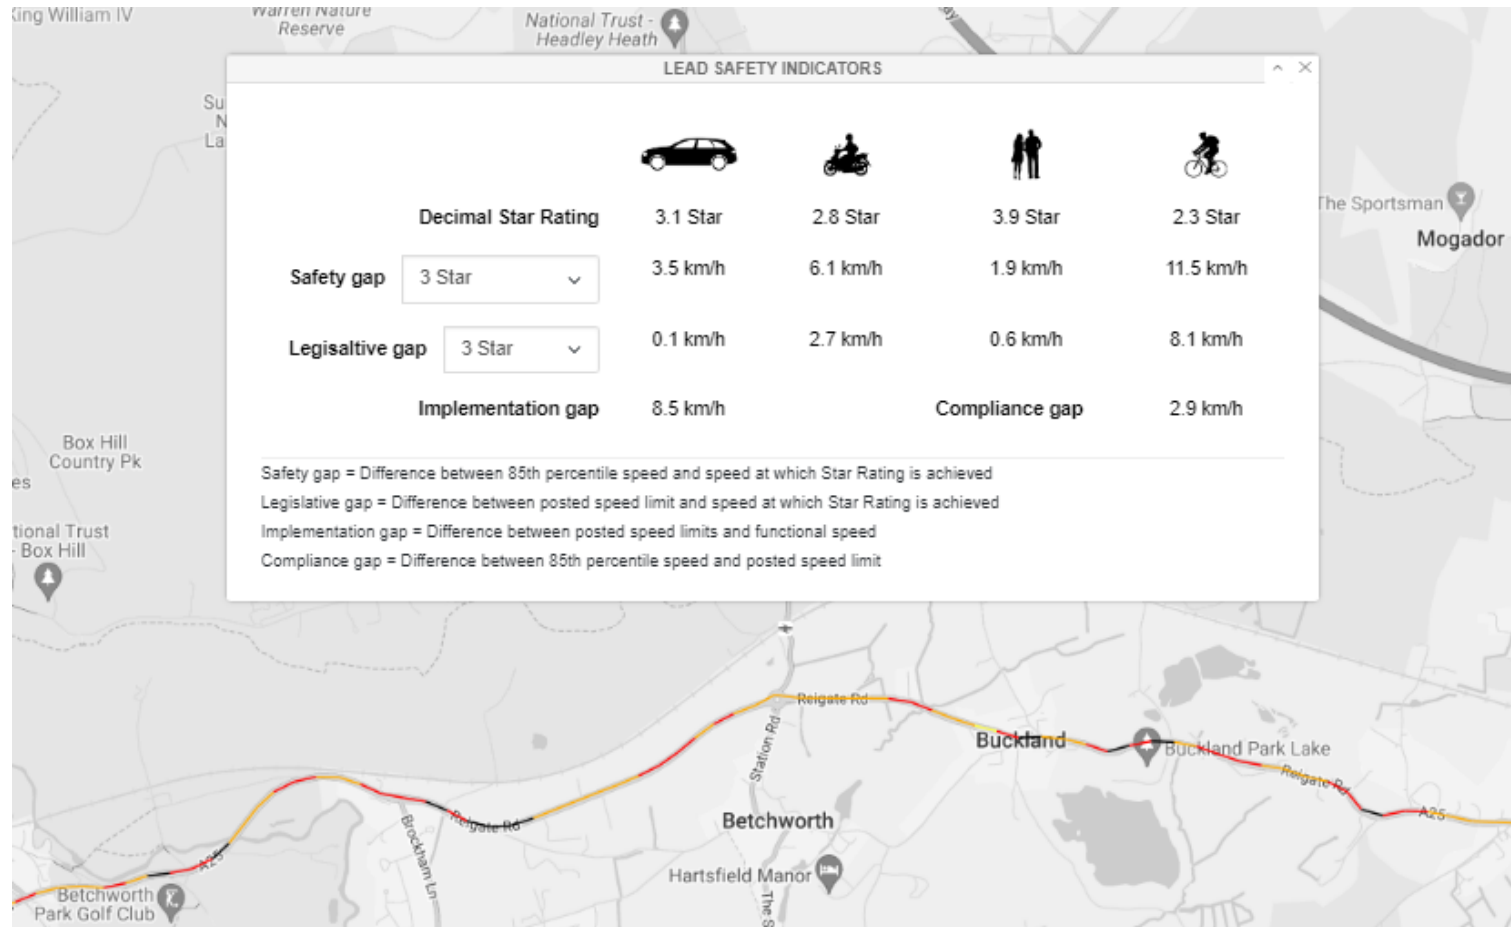 King William IV
Warren Nature
Reserve
National Trust -
Headley Heath
LEAD SAFETY INDICATORS
Su
N
La
Decimal Star Rating 3.1 Star 2.8 Star 3.9 Star 2.3 Star
Safety gap 3 Star 3.5 km/h 6.1 km/h 1.9 km/h 11.5 km/h
Legisaltive gap 3 Star 0.1 km/h 2.7 km/h 0.6 km/h 8.1 km/h
Implementation gap 8.5 km/h Compliance gap 2.9 km/h
Safety gap = Difference between 85th percentile speed and speed at which Star Rating is achieved
Legislative gap = Difference between posted speed limit and speed at which Star Rating is achieved
Implementation gap = Difference between posted speed limits and functional speed
Compliance gap = Difference between 85th percentile speed and posted speed limit
The Sportsman
Mogador
Box Hill
Country Pk
es
tional Trust
- Box Hill
Reigate Rd
Station Rd
Buckland
Buckland Park Lake
Reigate Rd
A25
Reigate Rd
Brockham Ln
Betchworth
A25
Hartsfield Manor
The S
Betchworth
Park Golf Club